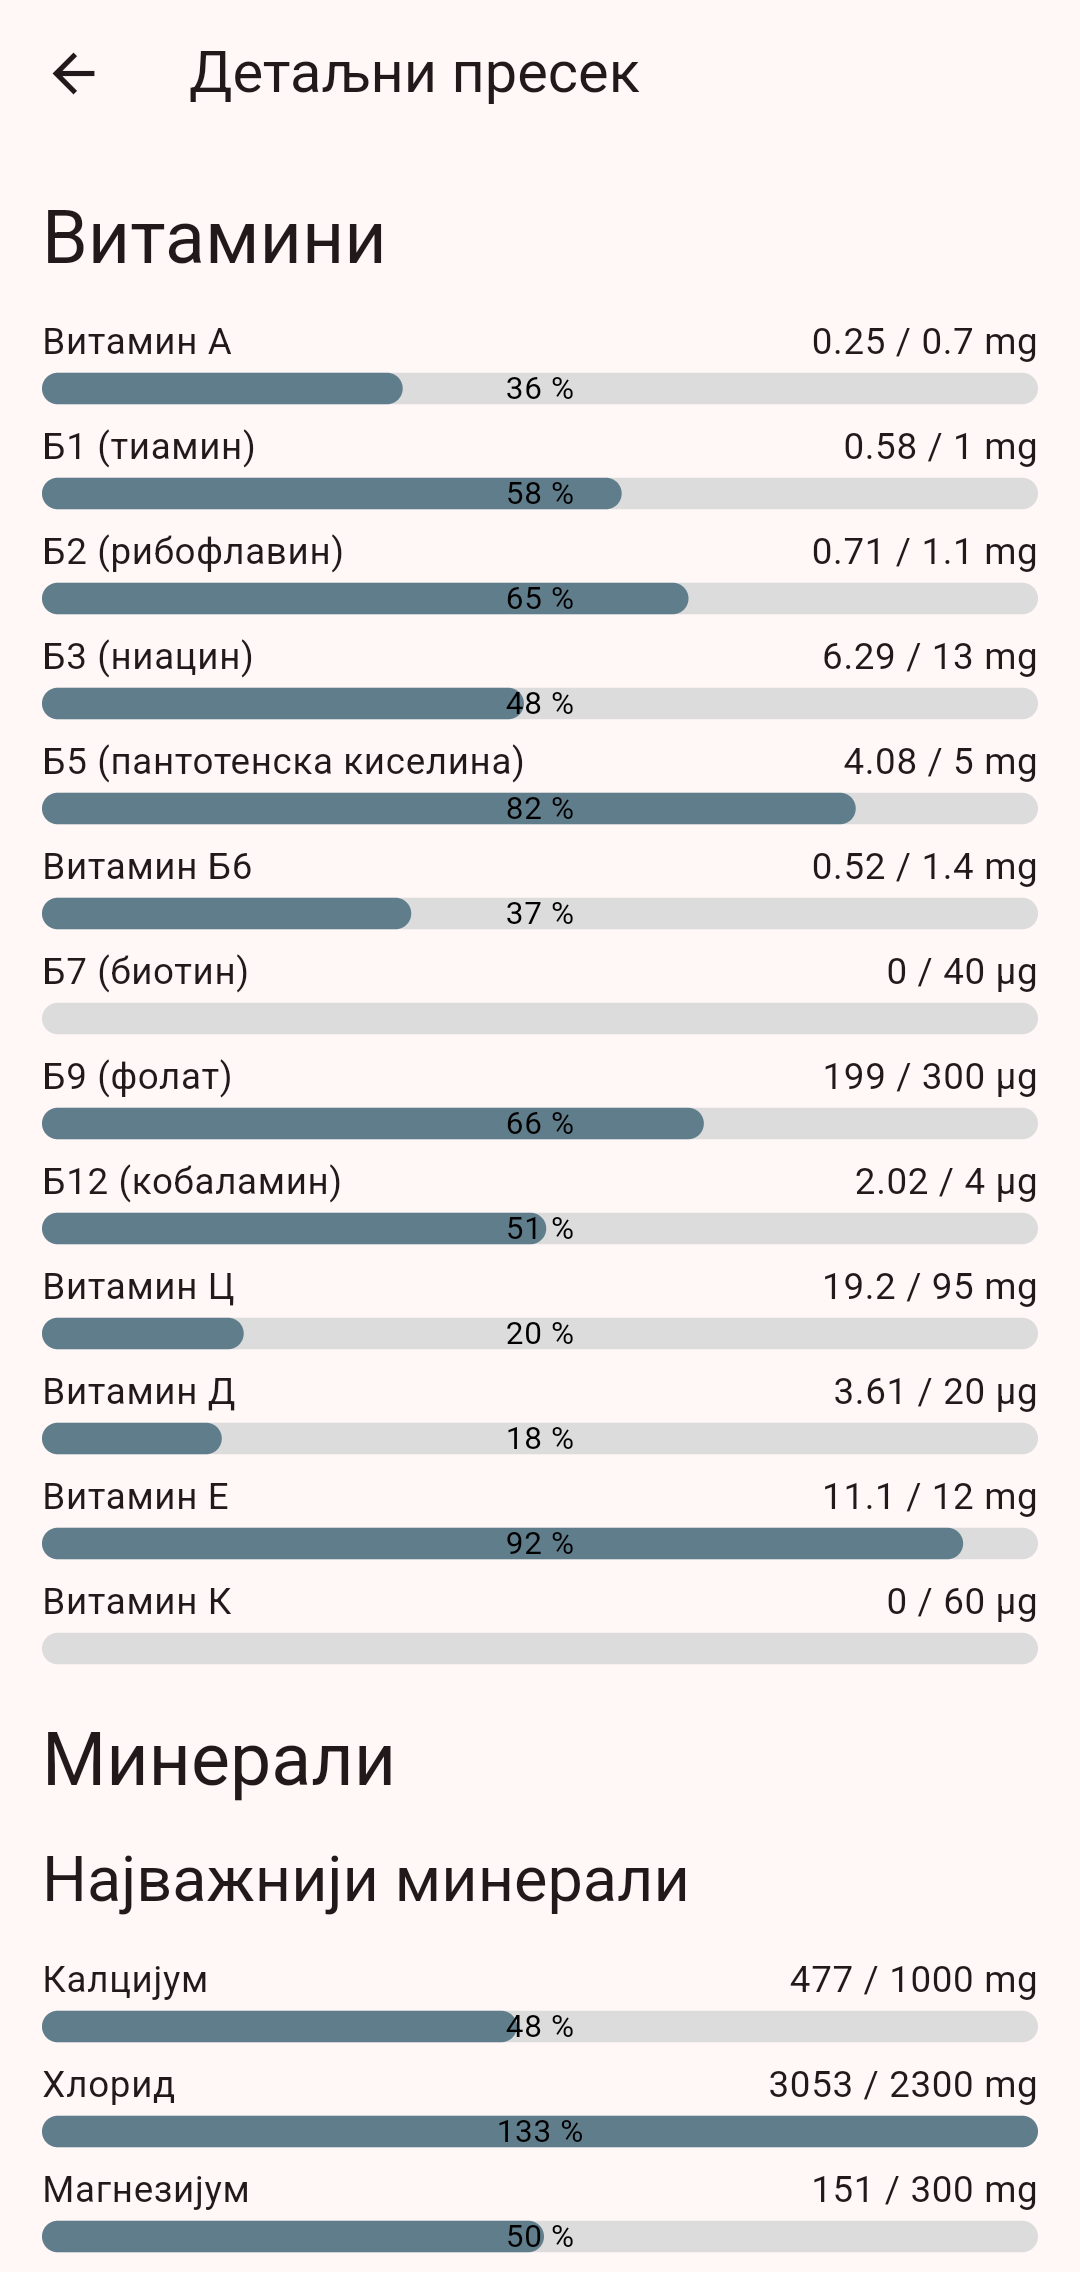 Детаљни пресек
Витамини
Витамин А 0.25 / 0.7 mg
36 %
Б1 (тиамин) 0.58 / 1 mg
58 %
Б2 (рибофлавин) 0.71 / 1.1 mg
65 %
Б3 (ниацин) 6.29 / 13 mg
48 %
Б5 (пантотенска киселина) 4.08 / 5 mg
82 %
Витамин Б6 0.52 / 1.4 mg
37 %
Б7 (биотин) 0 / 40 µg
Б9 (фолат) 199 / 300 µg
66 %
Б12 (кобаламин) 2.02 / 4 µg
51 %
Витамин Ц 19.2 / 95 mg
20 %
Витамин Д 3.61 / 20 µg
18 %
Витамин Е 11.1 / 12 mg
92 %
Витамин К 0 / 60 µg
Минерали
Најважнији минерали
Калцијум 477 / 1000 mg
48 %
Хлорид 3053 / 2300 mg
133 %
Магнезијум 151 / 300 mg
50 %